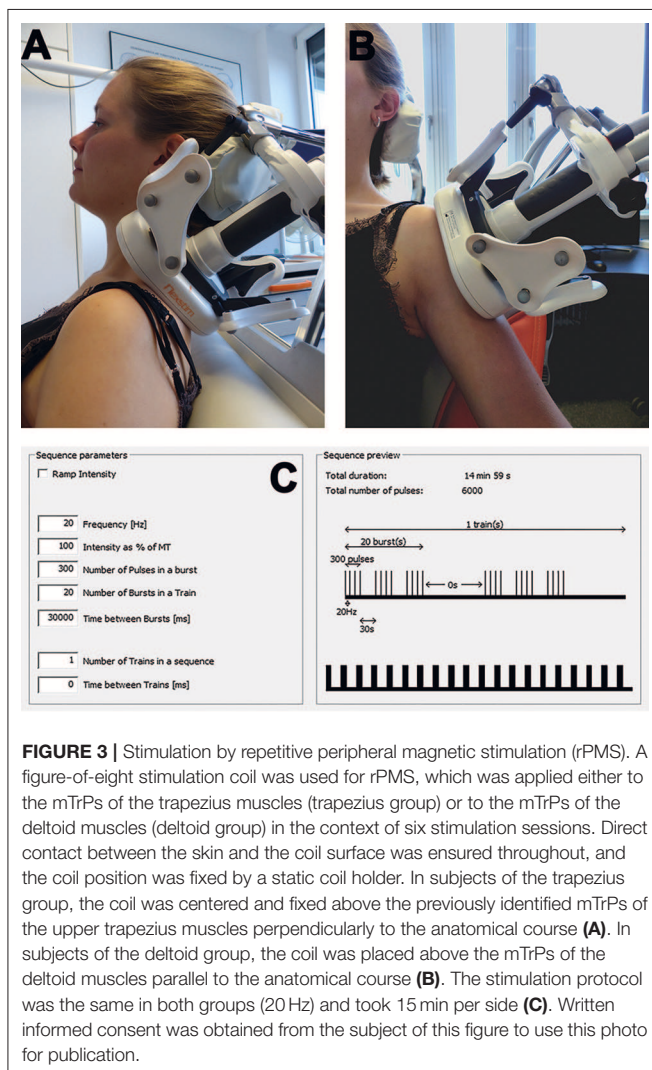 A
B
Nexstim
Sequence parameters
Ramp Intensity
20 Frequency [Hz]
100 Intensity as % of MT
300 Number of Pulses in a burst
20 Number of Bursts in a Train
30000 Time between Bursts [ms]
1 Number of Trains in a sequence
0 Time between Trains [ms]
C
Sequence preview
Total duration: 14 min 59 s
Total number of pulses: 6000
1 train(s)
20 burst(s)
300 pulses
0s
20Hz
30s
FIGURE 3 | Stimulation by repetitive peripheral magnetic stimulation (rPMS). A
figure-of-eight stimulation coil was used for rPMS, which was applied either to
the mTrPs of the trapezius muscles (trapezius group) or to the mTrPs of the
deltoid muscles (deltoid group) in the context of six stimulation sessions. Direct
contact between the skin and the coil surface was ensured throughout, and
the coil position was fixed by a static coil holder. In subjects of the trapezius
group, the coil was centered and fixed above the previously identified mTrPs of
the upper trapezius muscles perpendicularly to the anatomical course (A). In
subjects of the deltoid group, the coil was placed above the mTrPs of the
deltoid muscles parallel to the anatomical course (B). The stimulation protocol
was the same in both groups (20 Hz) and took 15 min per side (C). Written
informed consent was obtained from the subject of this figure to use this photo
for publication.